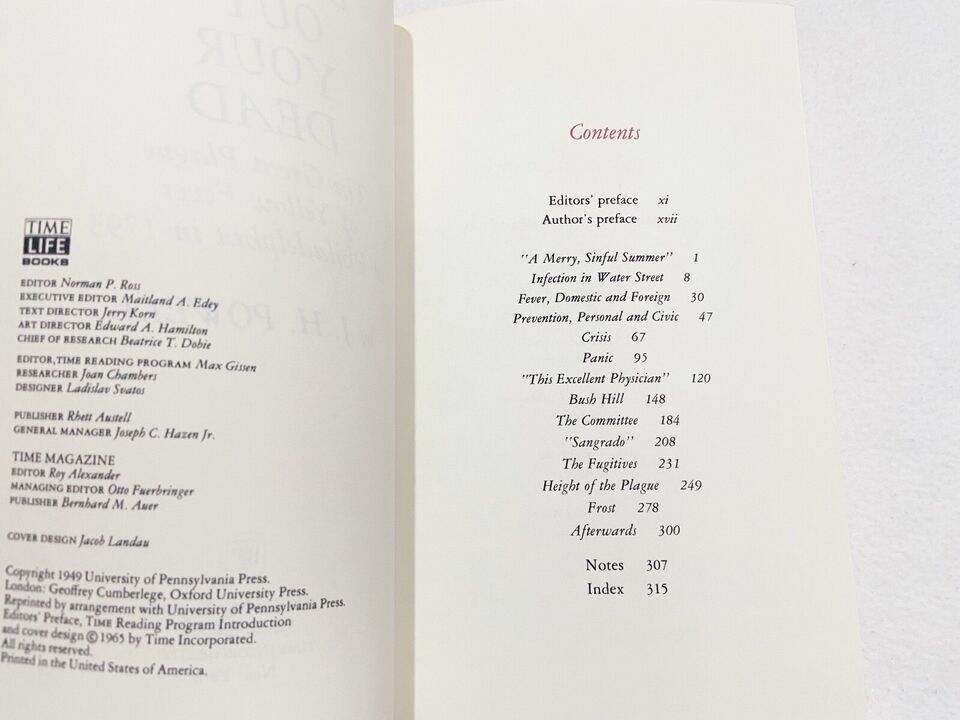 OUT
YOUR
DEAD
TIME
LIFE
BOOKS
EDITOR Norman P. Ross
EXECUTIVE EDITOR Maitland A. Edey
TEXT DIRECTOR Jerry Korn
ART DIRECTOR Edward A. Hamilton
CHIEF OF RESEARCH Beatrice T. Dobie
EDITOR, TIME READING PROGRAM Max Gissen
RESEARCHER Joan Chambers
DESIGNER Ladislav Svatos
PUBLISHER Rhett Austell
GENERAL MANAGER Joseph C. Hazen Jr.
TIME MAGAZINE
EDITOR Roy Alexander
MANAGING EDITOR Otto Fuerbringer
PUBLISHER Bernhard M. Auer
COVER DESIGN Jacob Landau
Copyright 1949 University of Pennsylvania Press.
London: Geoffrey Cumberlege, Oxford University Press.
Reprinted by arrangement with University of Pennsylvania Press.
Editors' Preface, TIME Reading Program Introduction
and cover design © 1965 by Time Incorporated.
All rights reserved.
Printed in the United States of America.
Contents
Editors' preface xi
Author's preface xvii
"A Merry, Sinful Summer" 1
Infection in Water Street 8
Fever, Domestic and Foreign 30
Prevention, Personal and Civic 47
Crisis 67
Panic 95
"This Excellent Physician" 120
Bush Hill 148
The Committee 184
"Sangrado" 208
The Fugitives 231
Height of the Plague 249
Frost 278
Afterwards 300
Notes 307
Index 315